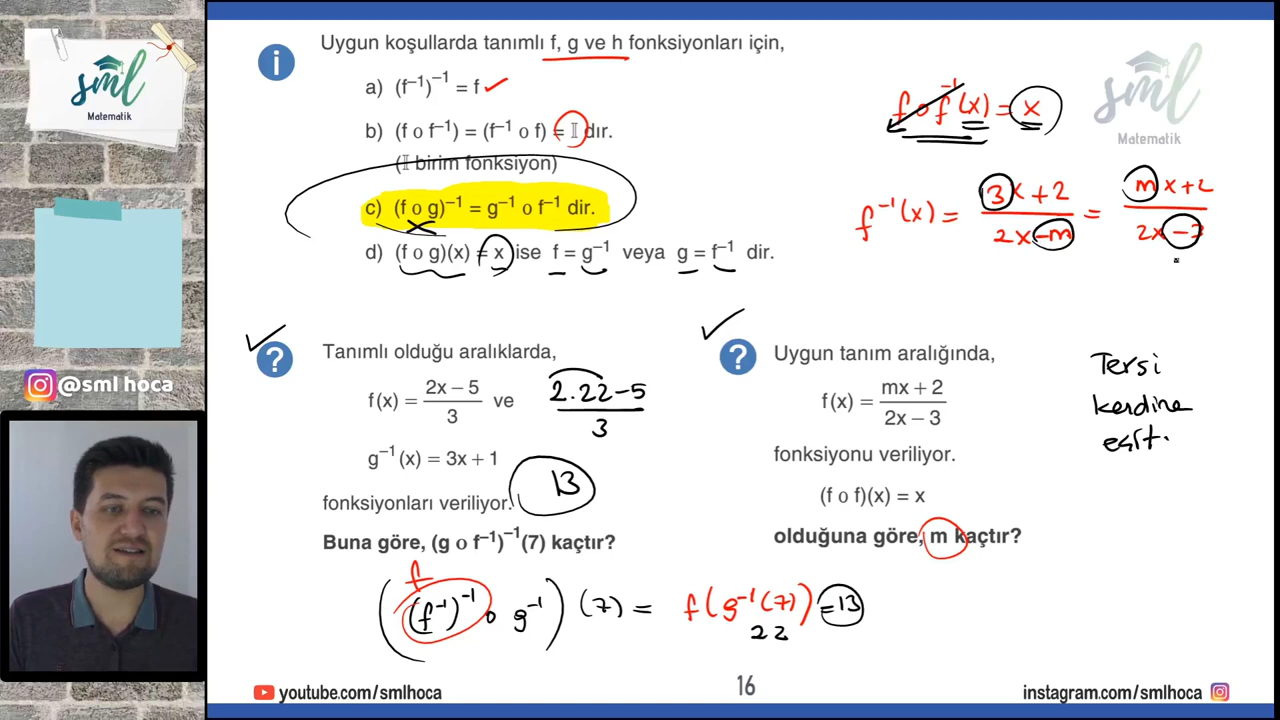 sml
Matematik
@sml hoca
Uygun koşullarda tanımlı f, g ve h fonksiyonları için,
a) (f⁻¹)⁻¹ = f
b) (f o f⁻¹) = (f⁻¹ o f) = I dır.
(I birim fonksiyon)
c) (f o g)⁻¹ = g⁻¹ o f⁻¹ dir.
d) (f o g)(x) = x ise f = g⁻¹ veya g = f⁻¹ dir.
f o f⁻¹(x) = x
sml
Matematik
f⁻¹(x) = (3x+2)/(2x-m) = (mx+2)/(2x-3)
Tanımlı olduğu aralıklarda,
f(x) = (2x – 5)/3 ve
(2.22-5)/3
g⁻¹(x) = 3x + 1
13
fonksiyonları veriliyor.
Buna göre, (g o f⁻¹)⁻¹(7) kaçtır?
f
((f⁻¹)⁻¹ o g⁻¹)(7) = f(g⁻¹(7)) = 13
22
Uygun tanım aralığında,
f(x) = (mx + 2)/(2x – 3)
fonksiyonu veriliyor.
(f o f)(x) = x
olduğuna göre, m kaçtır?
Tersi
kendine
eşit.
youtube.com/smlhoca
16
instagram.com/smlhoca